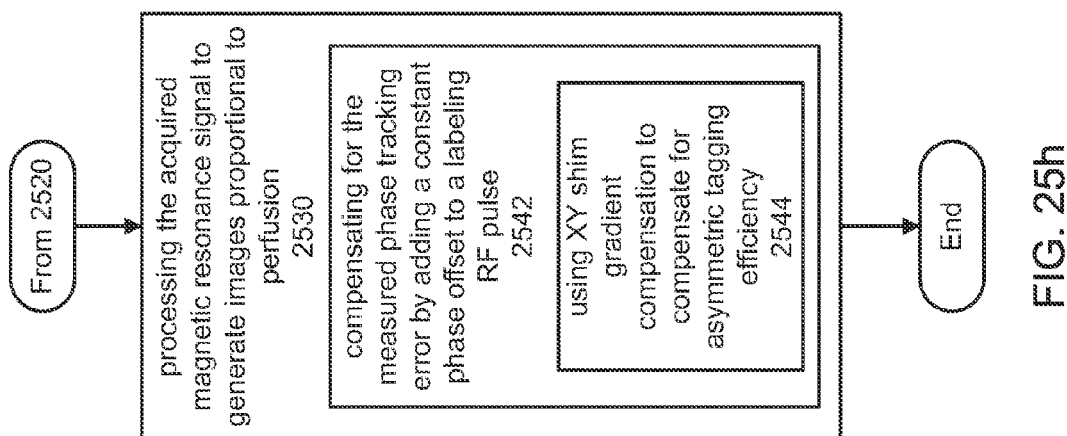 From 2520
processing the acquired
magnetic resonance signal to
generate images proportional to
perfusion
2530
compensating for the
measured phase tracking
error by adding a constant
phase offset to a labeling
RF pulse
2542
using XY shim
gradient
compensation to
compensate for
asymmetric tagging
efficiency
2544
End
FIG. 25h